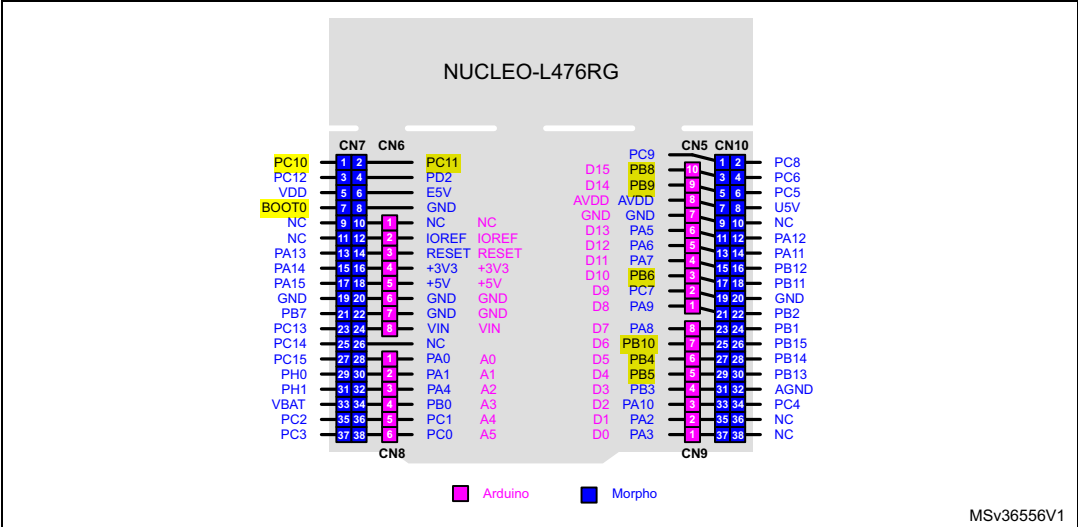 NUCLEO-L476RG
CN7 CN6 CN5 CN10
PC9
PC10 1 2 PC11 1 2 PC8
PC12 3 4 PD2 D15 PB8 10 3 4 PC6
VDD 5 6 E5V D14 PB9 9 5 6 PC5
BOOT0 7 8 GND AVDD AVDD 8 7 8 U5V
NC 9 10 1 NC NC GND GND 7 9 10 NC
NC 11 12 2 IOREF IOREF D13 PA5 6 11 12 PA12
PA13 13 14 3 RESET RESET D12 PA6 5 13 14 PA11
PA14 15 16 4 +3V3 +3V3 D11 PA7 4 15 16 PB12
PA15 17 18 5 +5V +5V D10 PB6 3 17 18 PB11
GND 19 20 6 GND GND D9 PC7 2 19 20 GND
PB7 21 22 7 GND GND D8 PA9 1 21 22 PB2
PC13 23 24 8 VIN VIN D7 PA8 8 23 24 PB1
PC14 25 26 NC D6 PB10 7 25 26 PB15
PC15 27 28 1 PA0 A0 D5 PB4 6 27 28 PB14
PH0 29 30 2 PA1 A1 D4 PB5 5 29 30 PB13
PH1 31 32 3 PA4 A2 D3 PB3 4 31 32 AGND
VBAT 33 34 4 PB0 A3 D2 PA10 3 33 34 PC4
PC2 35 36 5 PC1 A4 D1 PA2 2 35 36 NC
PC3 37 38 6 PC0 A5 D0 PA3 1 37 38 NC
CN8 CN9
Arduino Morpho
MSv36556V1